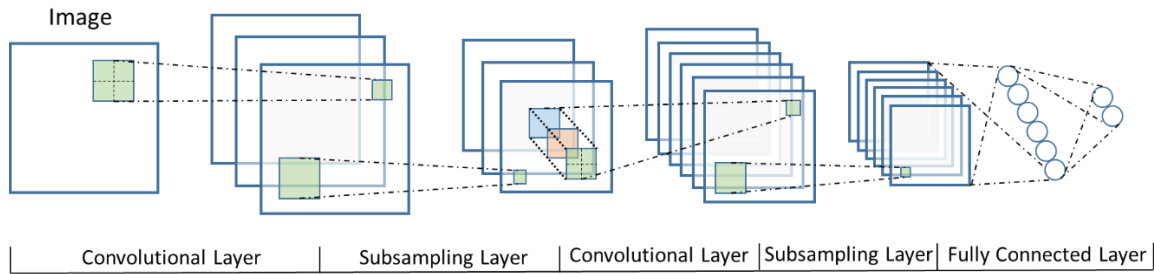 Image
Convolutional Layer
Subsampling Layer
Convolutional Layer
Subsampling Layer
Fully Connected Layer